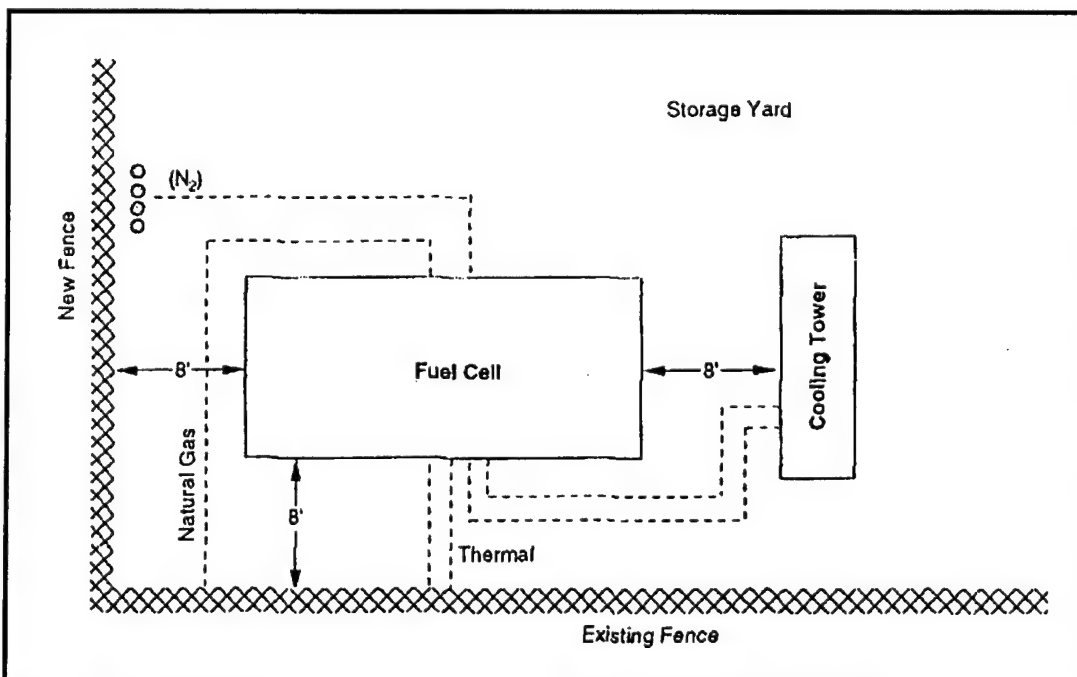 Storage Yard
(N₂)
New Fence
8'
Fuel Cell
8'
Cooling Tower
Natural Gas
8'
Thermal
Existing Fence